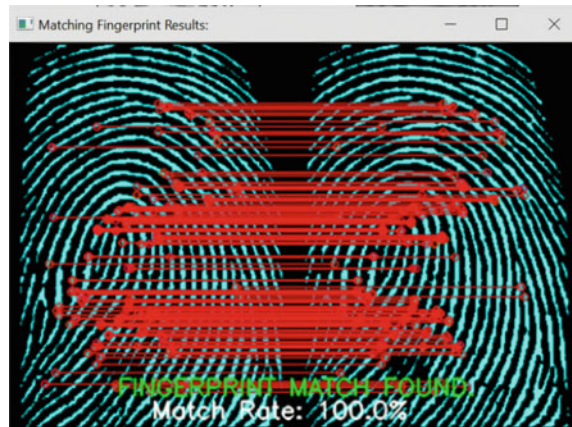 Matching Fingerprint Results:
FINGERPRINT MATCH FOUND!
Match Rate: 100.0%